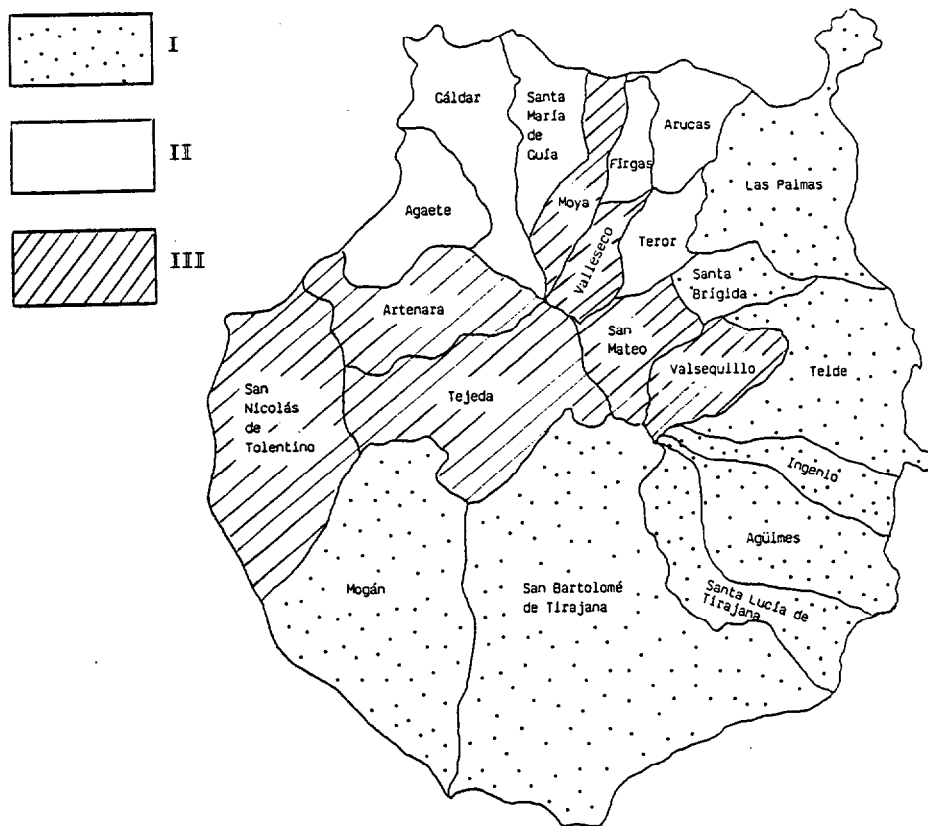 I
II
III
Gáldar
Santa
María
de
Guía
Arucas
Firgas
Las Palmas
Moya
Agaete
Valleseco
Teror
Santa
Brígida
Artenara
San
Mateo
Valsequillo
Telde
San
Nicolás
de
Tolentino
Tejeda
Ingenio
Agüimes
Mogán
San Bartolomé
de Tirajana
Santa Lucía de
Tirajana